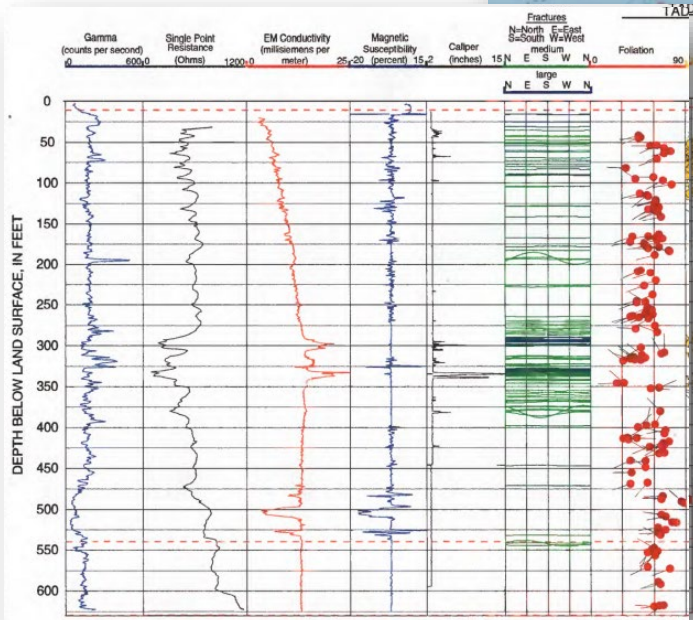 TAD
Fractures
N=North E=East
S=South W=West
Gamma
(counts per second)
Single Point
Resistance
(Ohms)
EM Conductivity
(millisiemens per
meter)
Magnetic
Susceptibility
(percent)
Caliper
(inches)
medium
Foliation
0 600 0 1200 0 25 -20 15 2 15 N E S W N 0 90
large
N E S W N
0
50
100
150
200
250
300
350
400
450
500
550
600
DEPTH BELOW LAND SURFACE, IN FEET